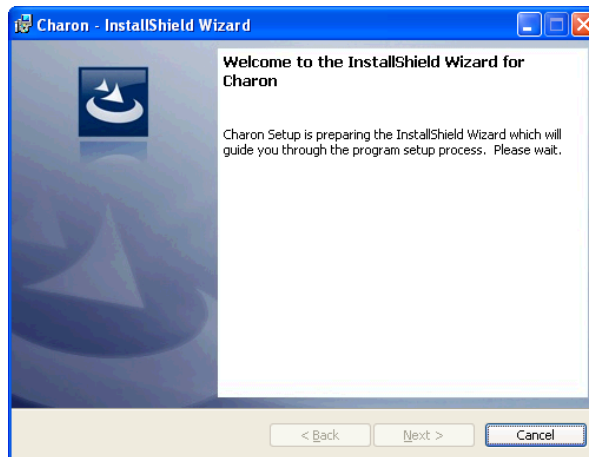 Charon - InstallShield Wizard
Welcome to the InstallShield Wizard for
Charon
Charon Setup is preparing the InstallShield Wizard which will
guide you through the program setup process.  Please wait.
< Back
Next >
Cancel